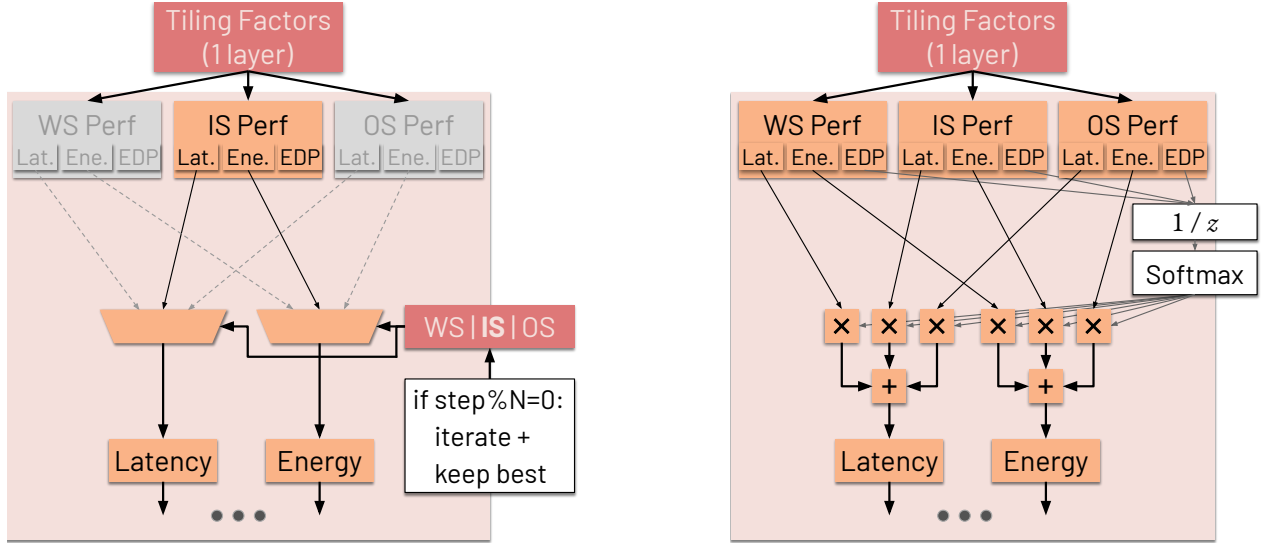 Tiling Factors
(1 layer)
WS Perf
Lat. Ene. EDP
IS Perf
Lat. Ene. EDP
OS Perf
Lat. Ene. EDP
WS | IS | OS
if step%N=0:
iterate +
keep best
Latency
Energy
Tiling Factors
(1 layer)
WS Perf
Lat. Ene. EDP
IS Perf
Lat. Ene. EDP
OS Perf
Lat. Ene. EDP
1 / z
Softmax
× × × × × ×
+ +
Latency
Energy